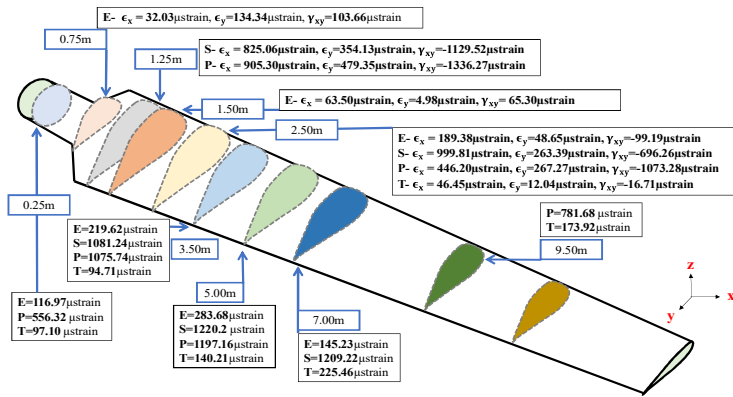 E- ϵx = 32.03μstrain, ϵy=134.34μstrain, γxy=103.66μstrain
0.75m
1.25m
S- ϵx = 825.06μstrain, ϵy=354.13μstrain, γxy=-1129.52μstrain
P- ϵx = 905.30μstrain, ϵy=479.35μstrain, γxy=-1336.27μstrain
1.50m
E- ϵx = 63.50μstrain, ϵy=4.98μstrain, γxy=65.30μstrain
2.50m
E- ϵx = 189.38μstrain, ϵy=48.65μstrain, γxy=-99.19μstrain
S- ϵx = 999.81μstrain, ϵy=263.39μstrain, γxy=-696.26μstrain
P- ϵx = 446.20μstrain, ϵy=267.27μstrain, γxy=-1073.28μstrain
T- ϵx = 46.45μstrain, ϵy=12.04μstrain, γxy=-16.71μstrain
0.25m
E=219.62μstrain
S=1081.24μstrain
P=1075.74μstrain
T=94.71μstrain
3.50m
P=781.68 μstrain
T=173.92μstrain
9.50m
E=116.97μstrain
P=556.32 μstrain
T=97.10 μstrain
5.00m
E=283.68μstrain
S=1220.2 μstrain
P=1197.16μstrain
T=140.21μstrain
7.00m
E=145.23μstrain
S=1209.22μstrain
T=225.46μstrain
z
x
y